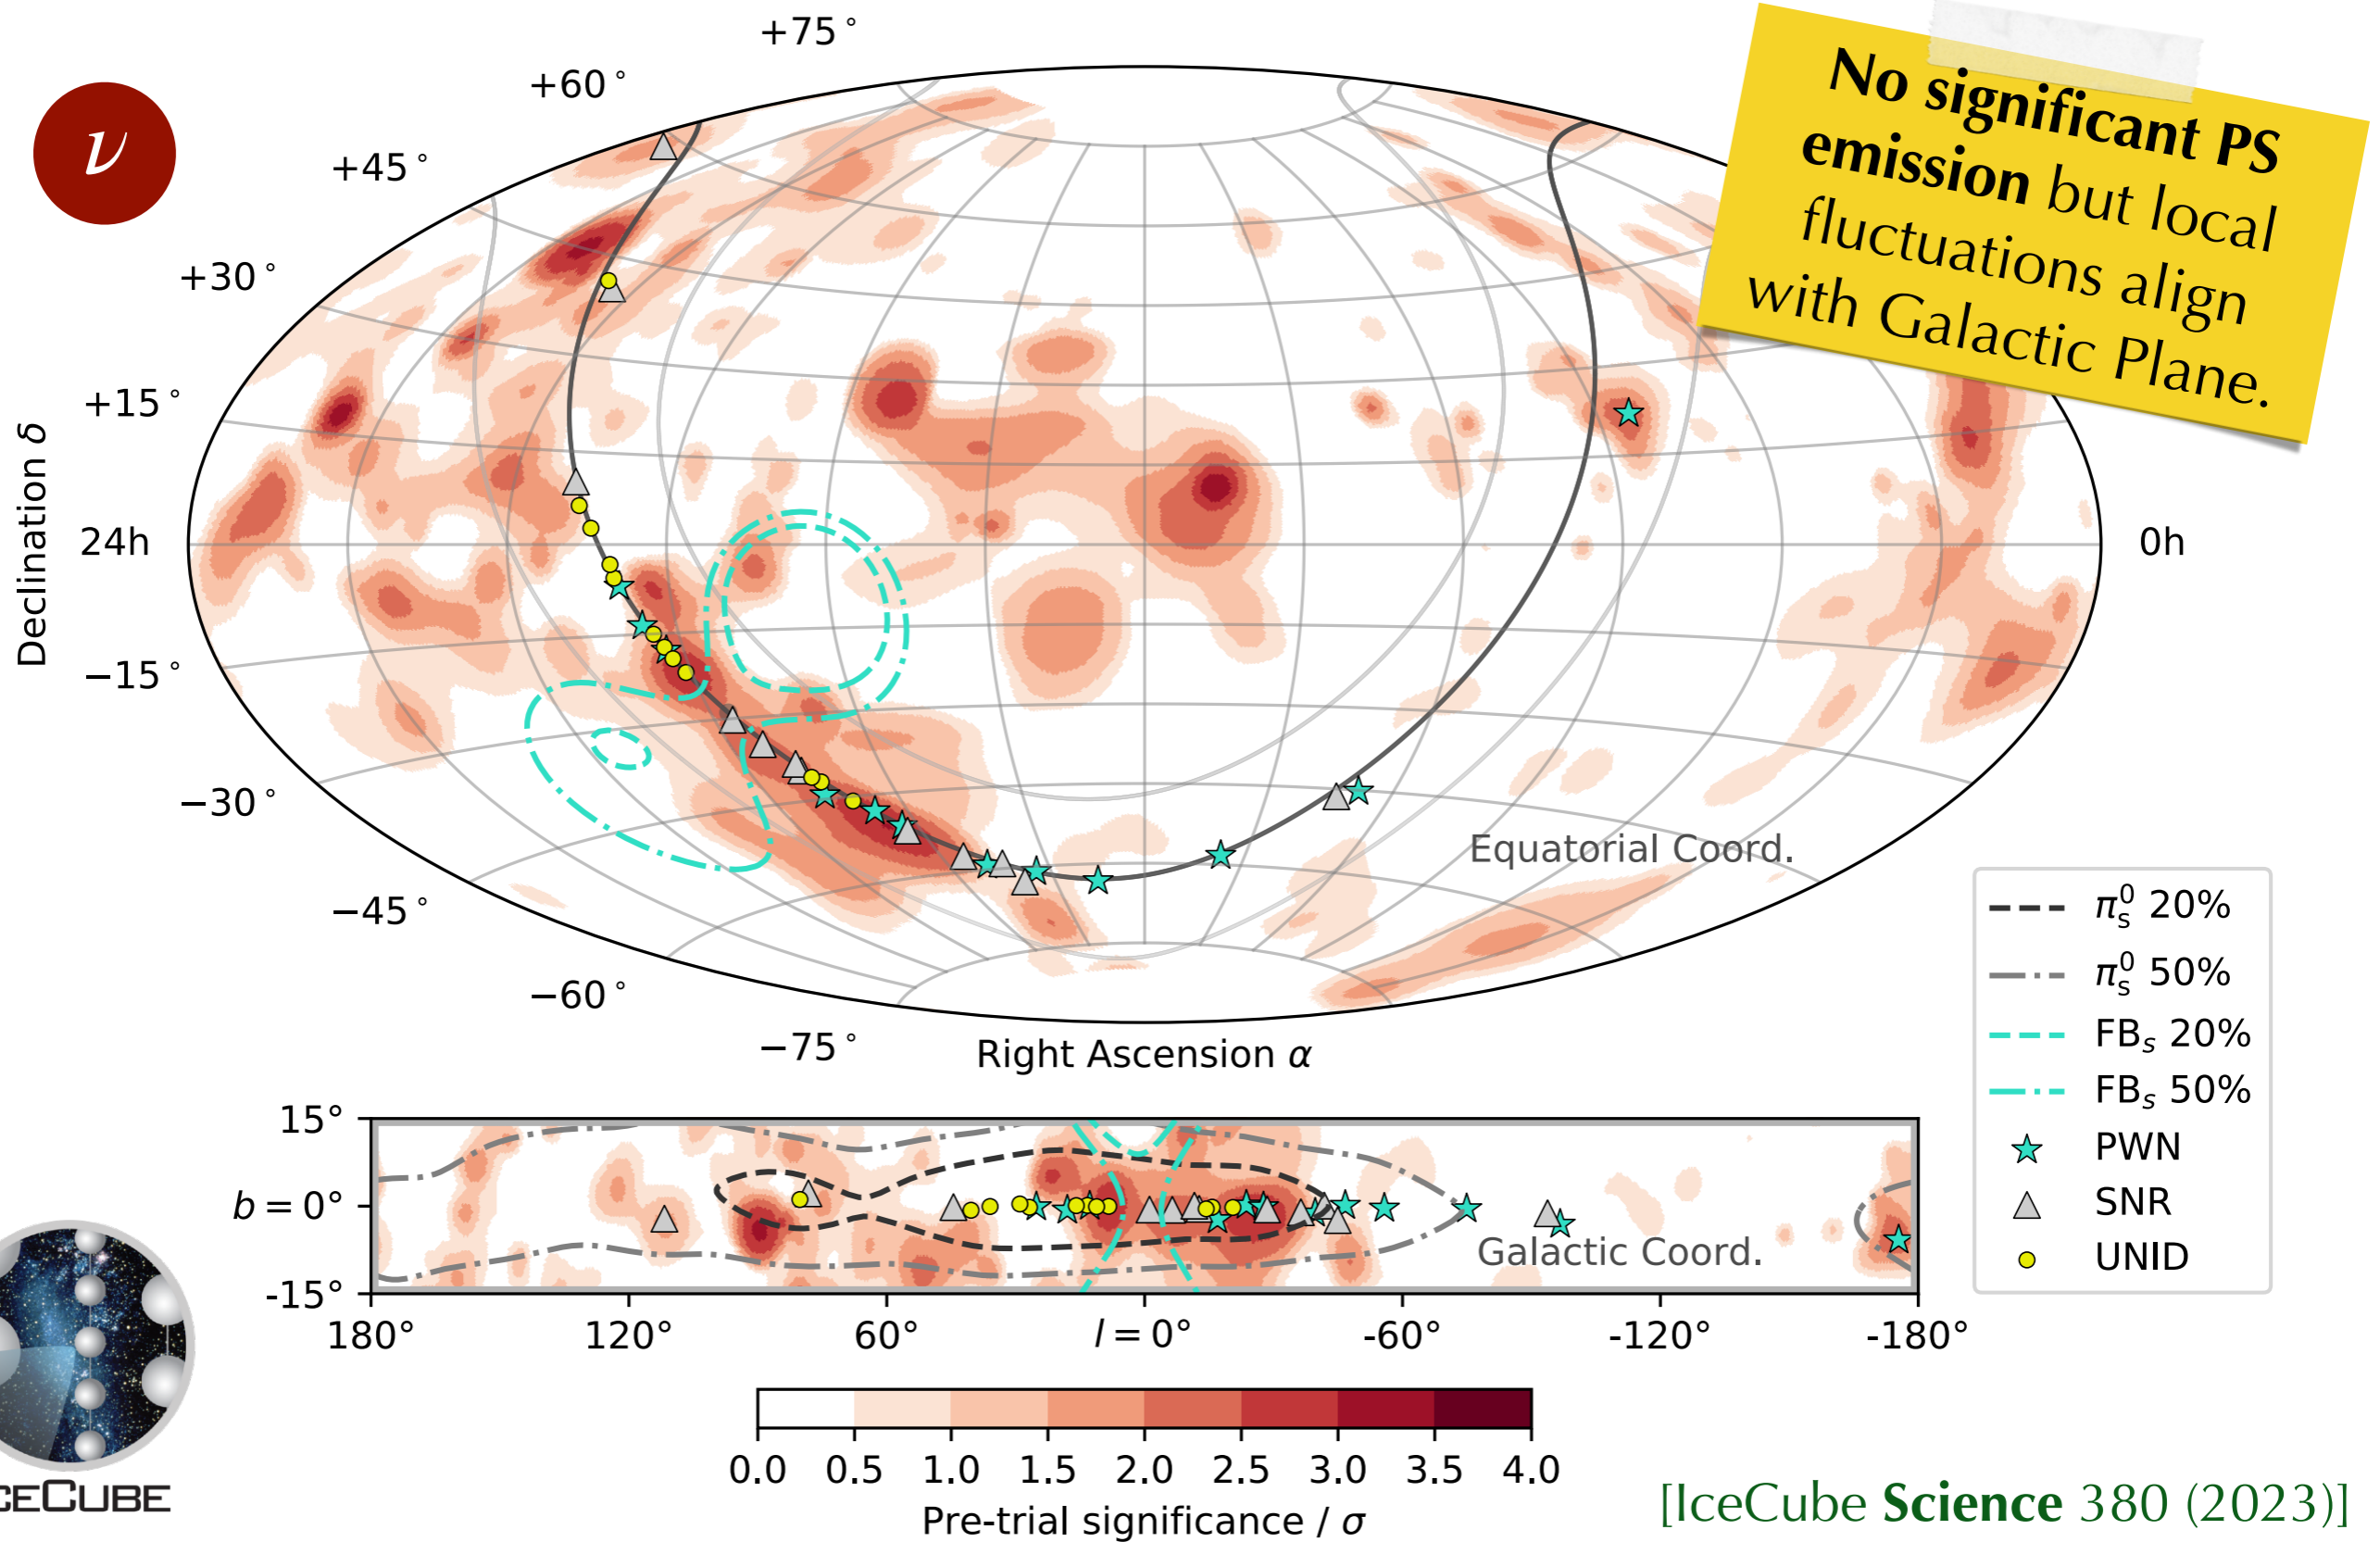 +75°
+60°
+45°
+30°
+15°
24h
0h
−15°
−30°
−45°
−60°
−75°
Declination δ
Right Ascension α
ν
No significant PS
emission but local
fluctuations align
with Galactic Plane.
Equatorial Coord.
π⁰ₛ 20%
π⁰ₛ 50%
FBₛ 20%
FBₛ 50%
PWN
SNR
UNID
15°
b = 0°
-15°
Galactic Coord.
180° 120° 60° l = 0° -60° -120° -180°
0.0 0.5 1.0 1.5 2.0 2.5 3.0 3.5 4.0
Pre-trial significance / σ
CECUBE
[IceCube Science 380 (2023)]